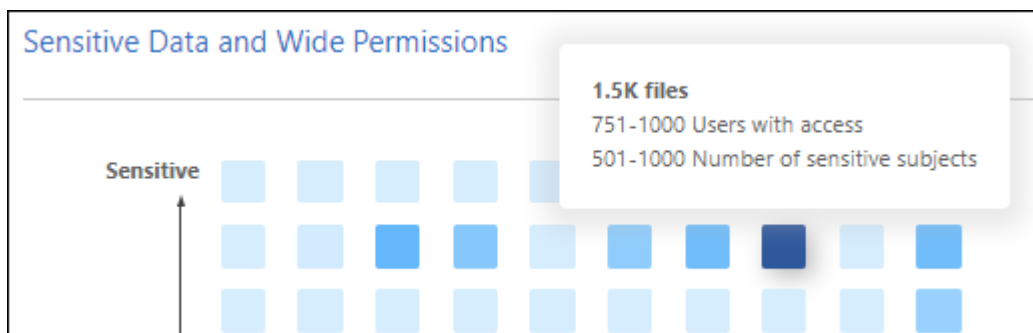 Sensitive Data and Wide Permissions
1.5K files
751-1000 Users with access
501-1000 Number of sensitive subjects
Sensitive